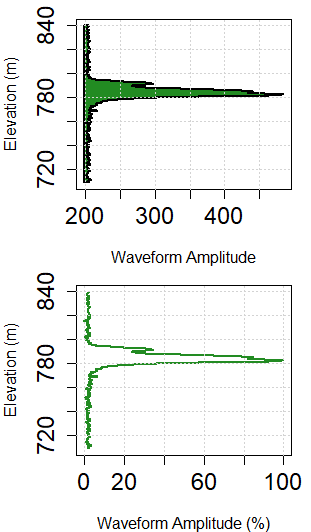 840
780
720
Elevation (m)
200 300 400
Waveform Amplitude
840
780
720
Elevation (m)
0 20 60 100
Waveform Amplitude (%)